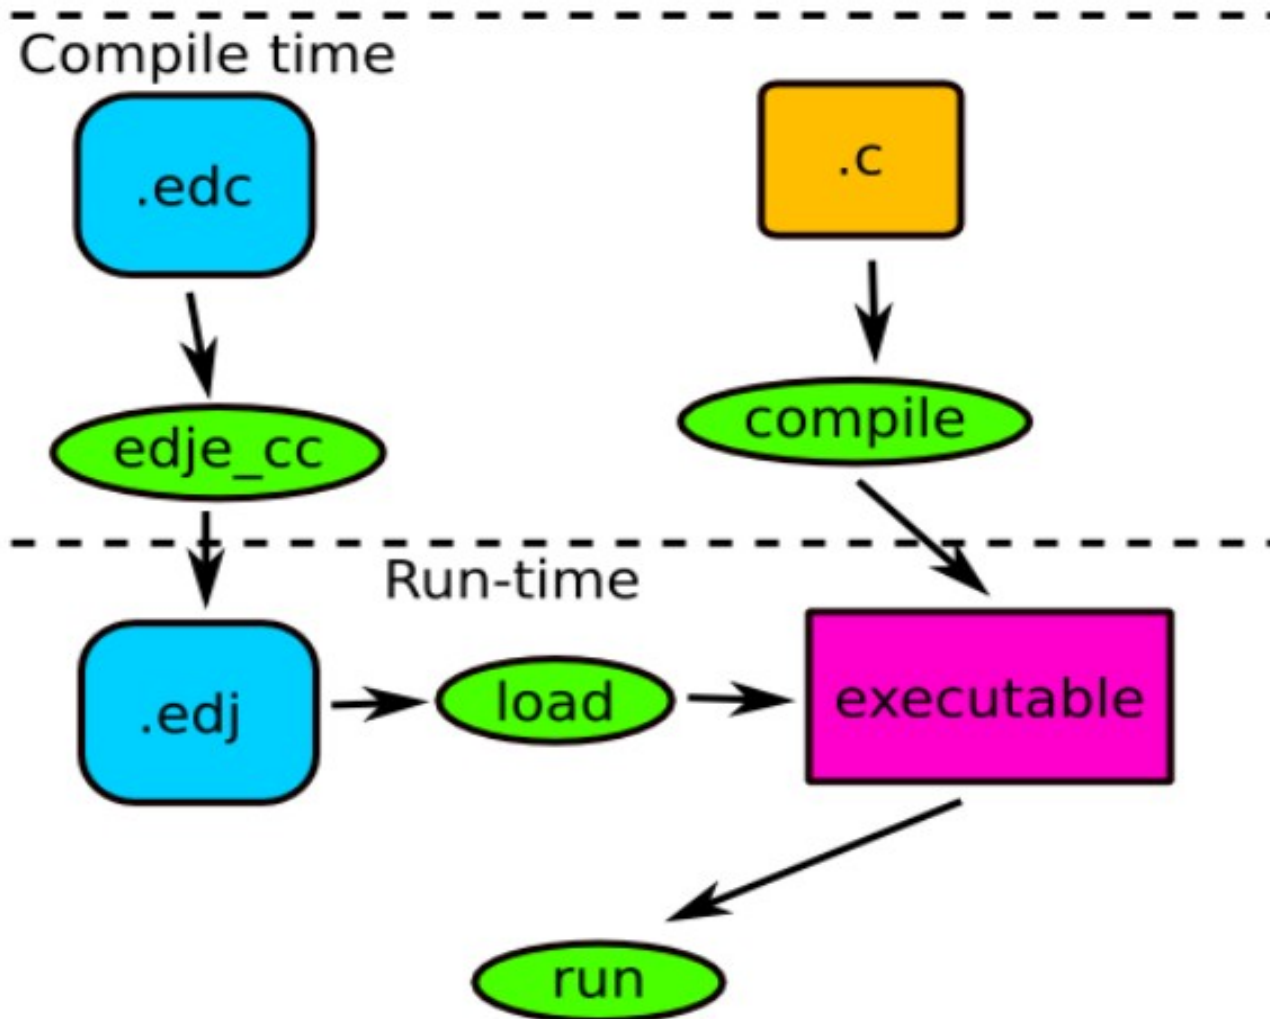 Compile time
.edc
.c
edje_cc
compile
Run-time
.edj
load
executable
run